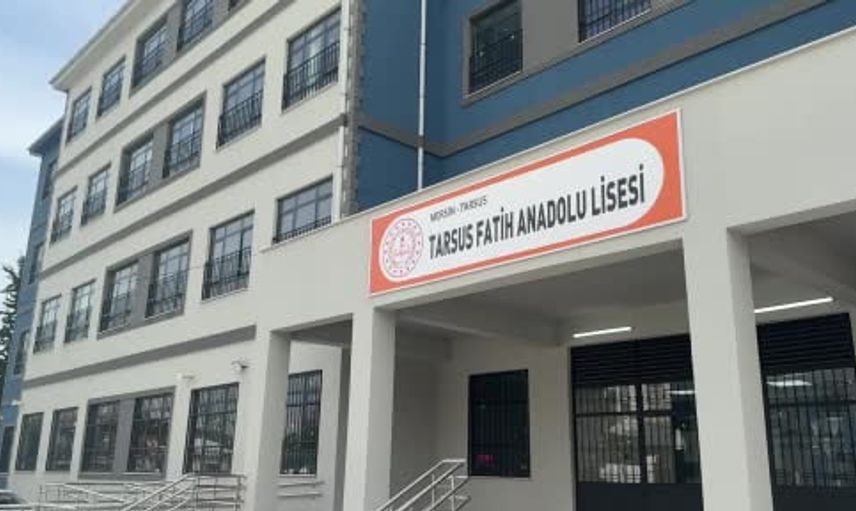 MERSİN - TARSUS
TARSUS FATİH ANADOLU LİSESİ